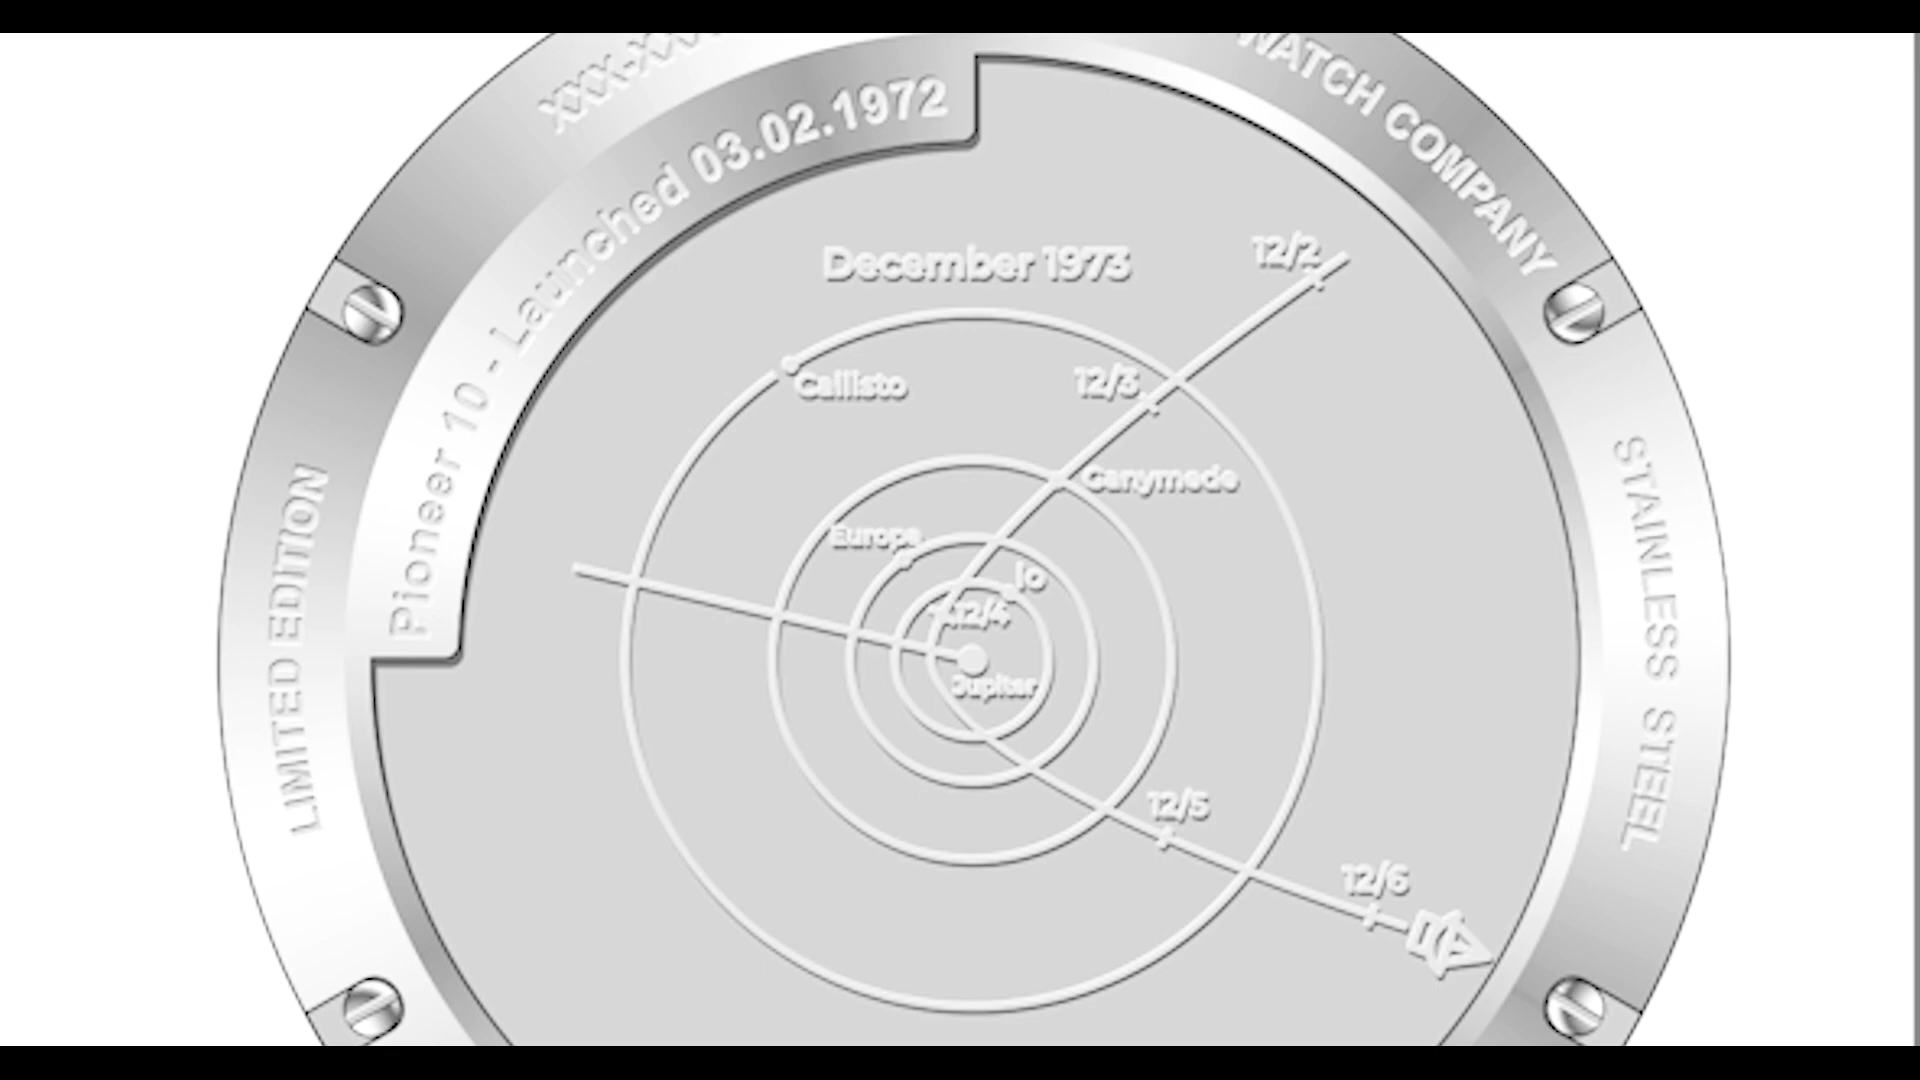 WATCH COMPANY
Pioneer 10 - Launched 03.02.1972
December 1973
12/2
12/3
Callisto
Ganymede
Europa
Io
12/4
Jupiter
12/5
12/6
LIMITED EDITION
STAINLESS STEEL